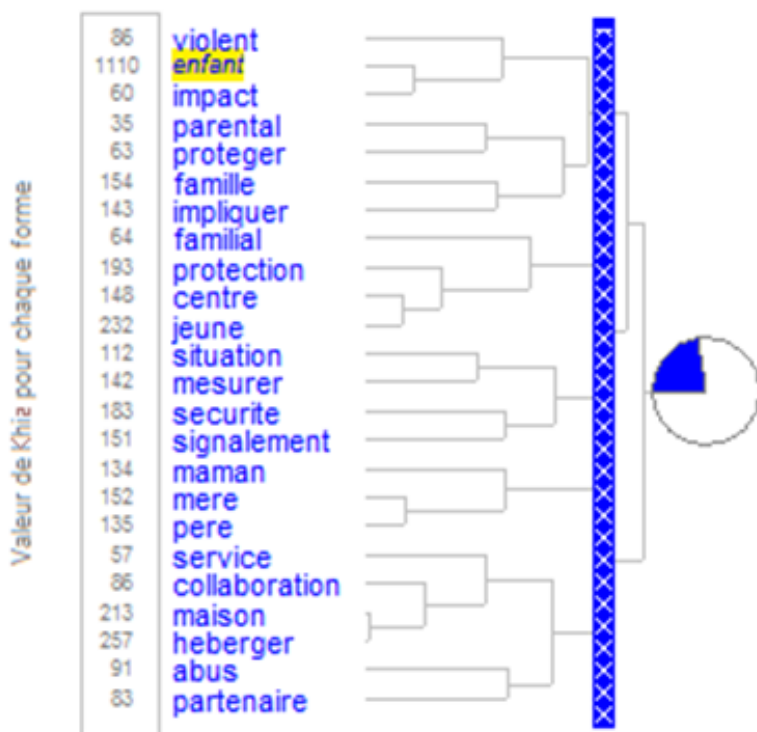 Valeur de Khi2 pour chaque forme
86 violent
1110 enfant
60 impact
35 parental
63 proteger
154 famille
143 impliquer
64 familial
193 protection
148 centre
232 jeune
112 situation
142 mesurer
183 securite
151 signalement
134 maman
152 mere
135 pere
57 service
86 collaboration
213 maison
257 heberger
91 abus
83 partenaire